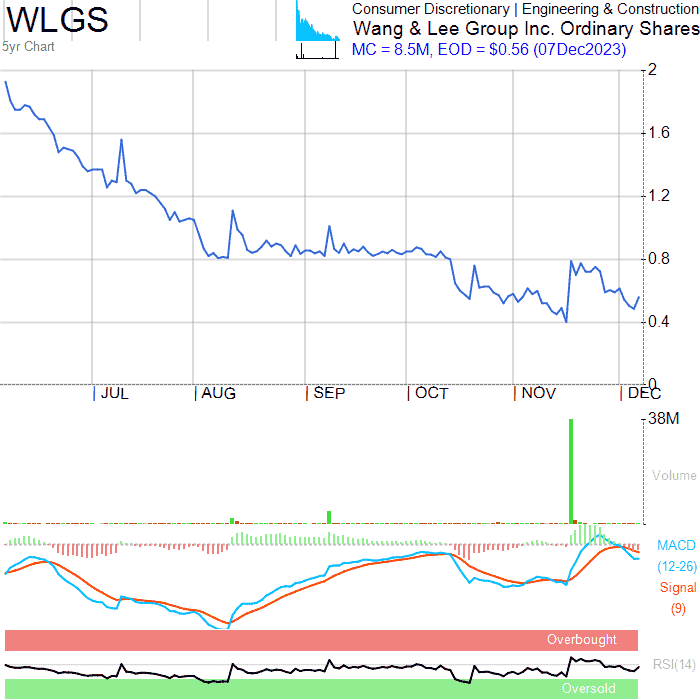 WLGS
5yr Chart
Consumer Discretionary | Engineering & Construction
Wang & Lee Group Inc. Ordinary Shares
MC = 8.5M, EOD = $0.56 (07Dec2023)
2
1.6
1.2
0.8
0.4
0
JUL AUG SEP OCT NOV DEC
38M
Volume
MACD
(12-26)
Signal
(9)
Overbought
RSI(14)
Oversold